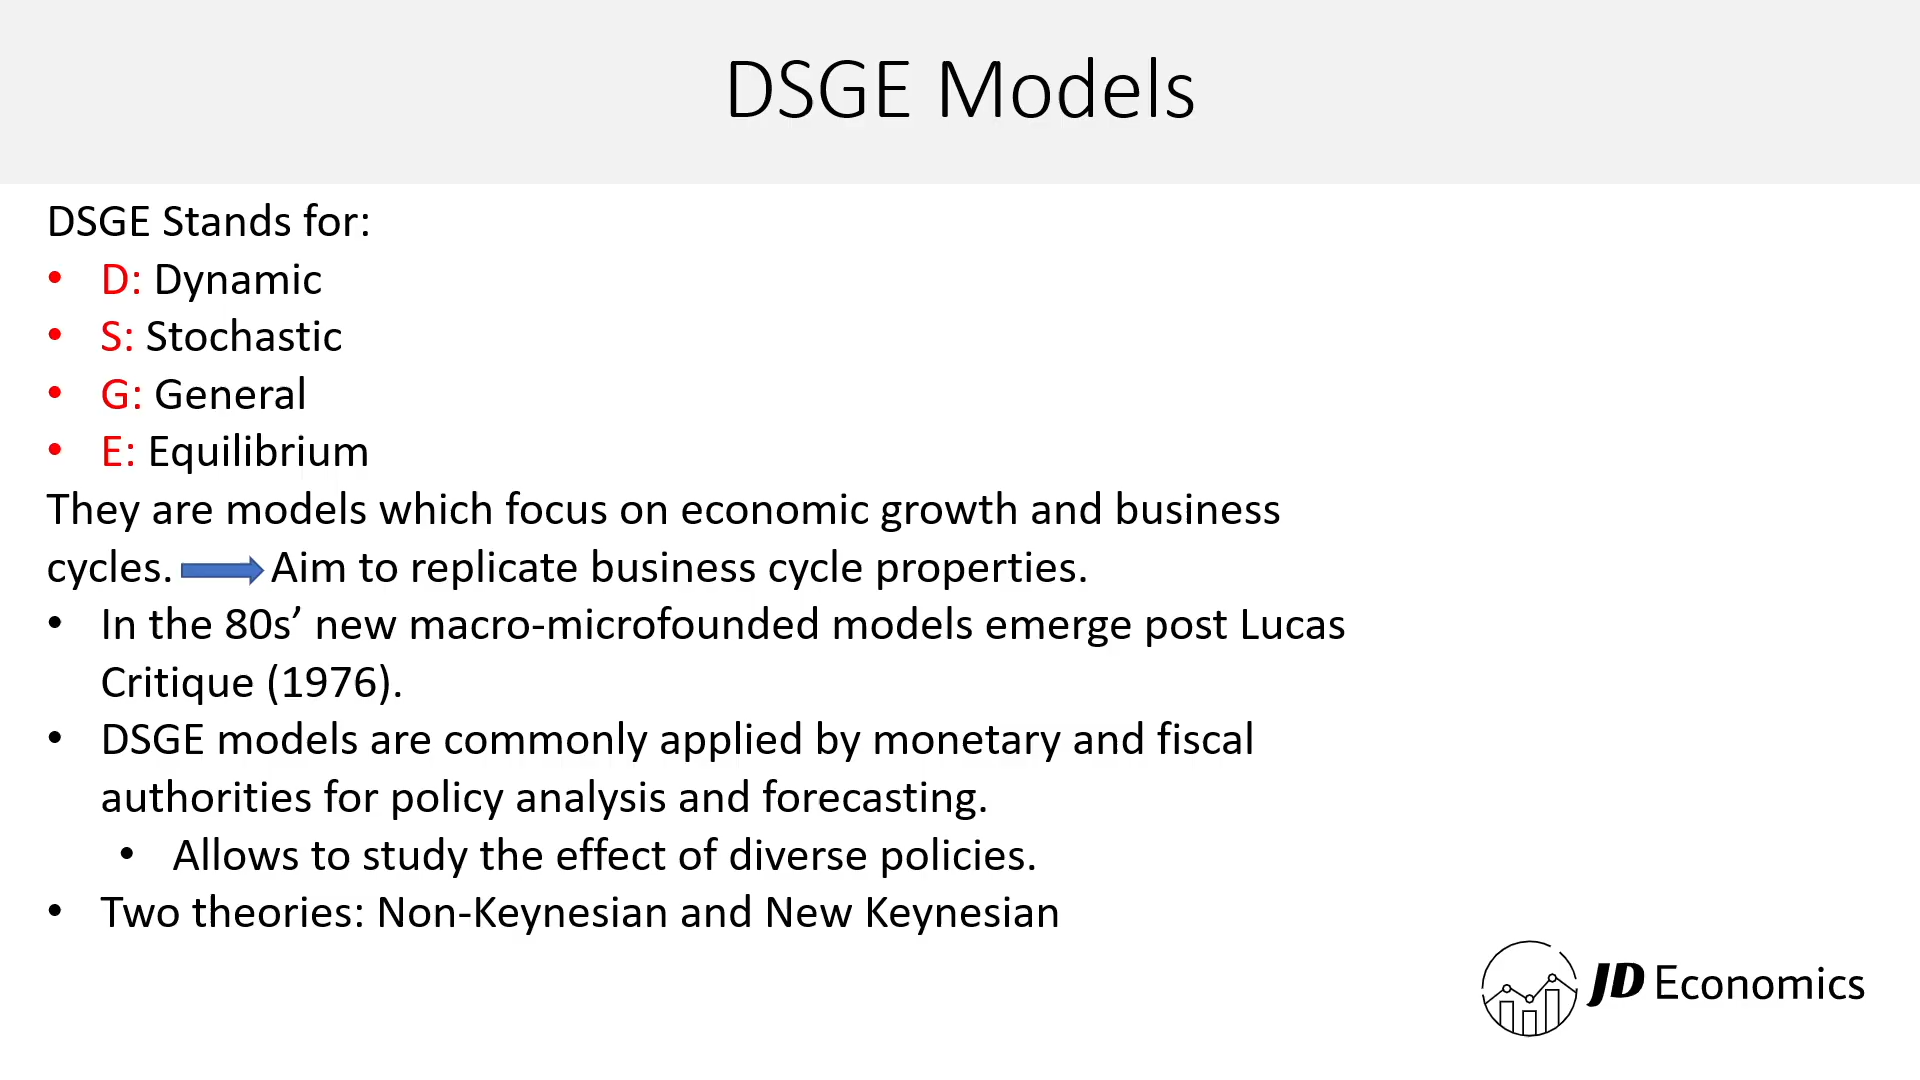 DSGE Models
DSGE Stands for:
• D: Dynamic
• S: Stochastic
• G: General
• E: Equilibrium
They are models which focus on economic growth and business
cycles. Aim to replicate business cycle properties.
• In the 80s’ new macro-microfounded models emerge post Lucas
Critique (1976).
• DSGE models are commonly applied by monetary and fiscal
authorities for policy analysis and forecasting.
• Allows to study the effect of diverse policies.
• Two theories: Non-Keynesian and New Keynesian
JD Economics